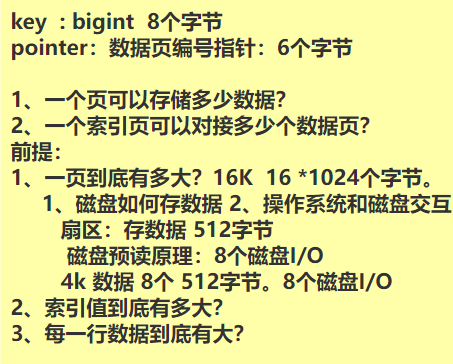 key : bigint 8个字节
pointer：数据页编号指针：6个字节
1、一个页可以存储多少数据？
2、一个索引页可以对接多少个数据页？
前提：
1、一页到底有多大？16K 16 *1024个字节。
1、磁盘如何存数据 2、操作系统和磁盘交互
扇区：存数据 512字节
磁盘预读原理：8个磁盘I/O
4k 数据 8个 512字节。8个磁盘I/O
2、索引值到底有多大？
3、每一行数据到底有大？